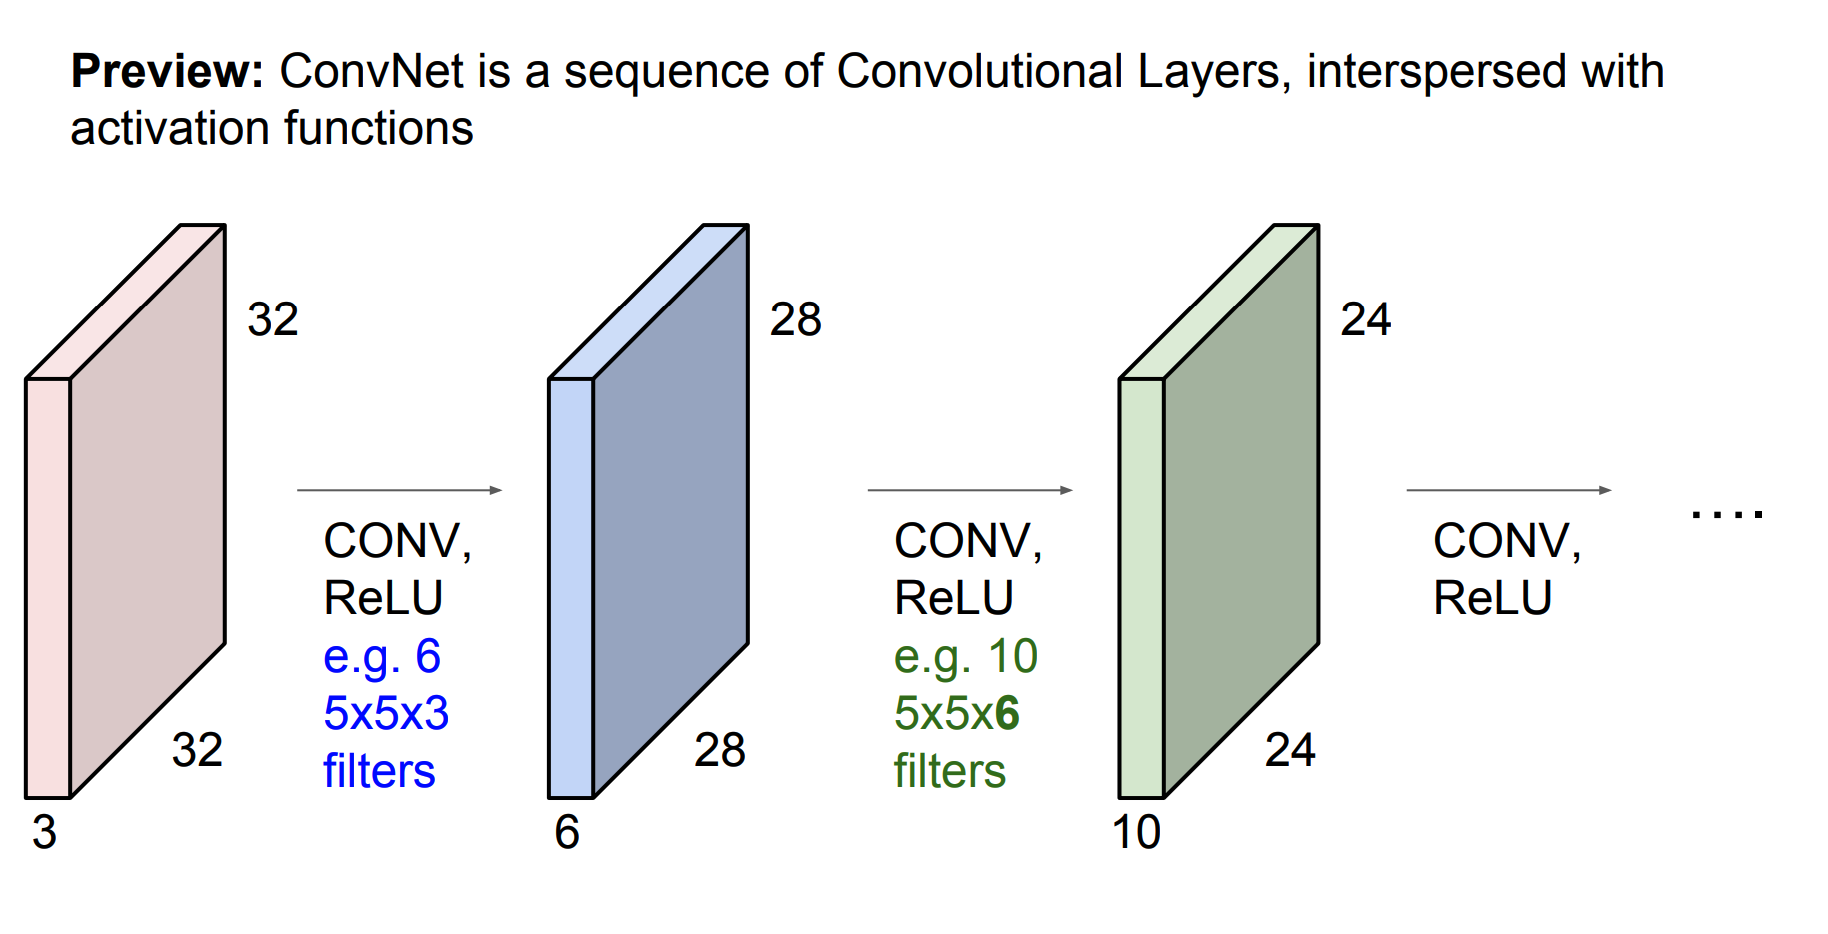 Preview: ConvNet is a sequence of Convolutional Layers, interspersed with
activation functions
32
32
3
CONV,
ReLU
e.g. 6
5x5x3
filters
28
28
6
CONV,
ReLU
e.g. 10
5x5x6
filters
24
24
10
CONV,
ReLU
....